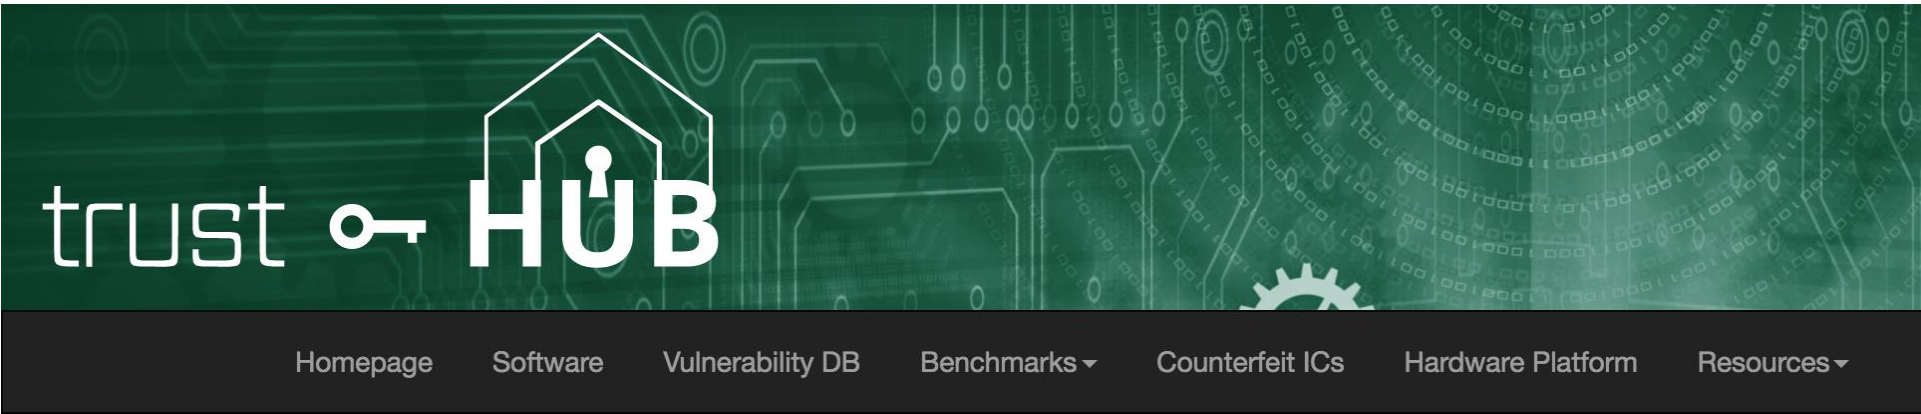 trust HUB
Homepage Software Vulnerability DB Benchmarks Counterfeit ICs Hardware Platform Resources